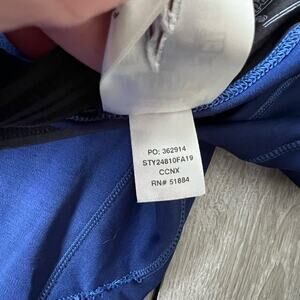 PO: 362914
STY24810FA19
CCNX
RN# 51884